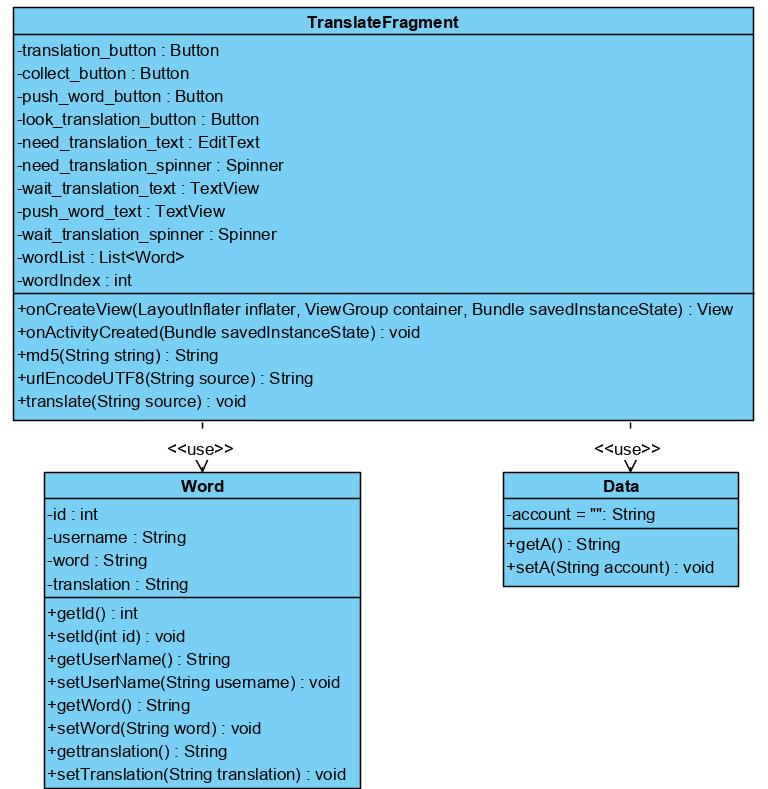 TranslateFragment
-translation_button : Button
-collect_button : Button
-push_word_button : Button
-look_translation_button : Button
-need_translation_text : EditText
-need_translation_spinner : Spinner
-wait_translation_text : TextView
-push_word_text : TextView
-wait_translation_spinner : Spinner
-wordList : List<Word>
-wordIndex : int
+onCreateView(LayoutInflater inflater, ViewGroup container, Bundle savedInstanceState) : View
+onActivityCreated(Bundle savedInstanceState) : void
+md5(String string) : String
+urlEncodeUTF8(String source) : String
+translate(String source) : void
<<use>>
<<use>>
Word
-id : int
-username : String
-word : String
-translation : String
+getId() : int
+setId(int id) : void
+getUserName() : String
+setUserName(String username) : void
+getWord() : String
+setWord(String word) : void
+gettranslation() : String
+setTranslation(String translation) : void
Data
-account = "": String
+getA() : String
+setA(String account) : void